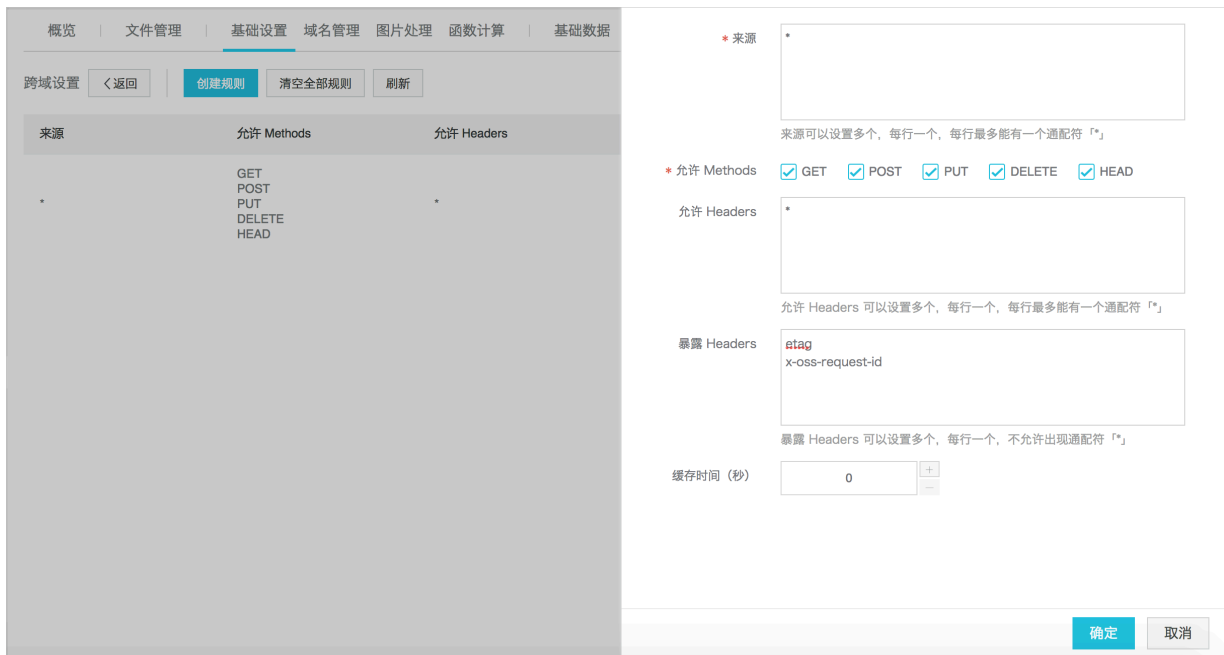 概览 文件管理 基础设置 域名管理 图片处理 函数计算 基础数据
跨域设置 く返回 创建规则 清空全部规则 刷新
来源 允许 Methods 允许 Headers
*
GET
POST
PUT
DELETE
HEAD
*
* 来源
*
来源可以设置多个，每行一个，每行最多能有一个通配符「*」
* 允许 Methods GET POST PUT DELETE HEAD
允许 Headers
*
允许 Headers 可以设置多个，每行一个，每行最多能有一个通配符「*」
暴露 Headers
etag
x-oss-request-id
暴露 Headers 可以设置多个，每行一个，不允许出现通配符「*」
缓存时间（秒） 0 + −
确定 取消